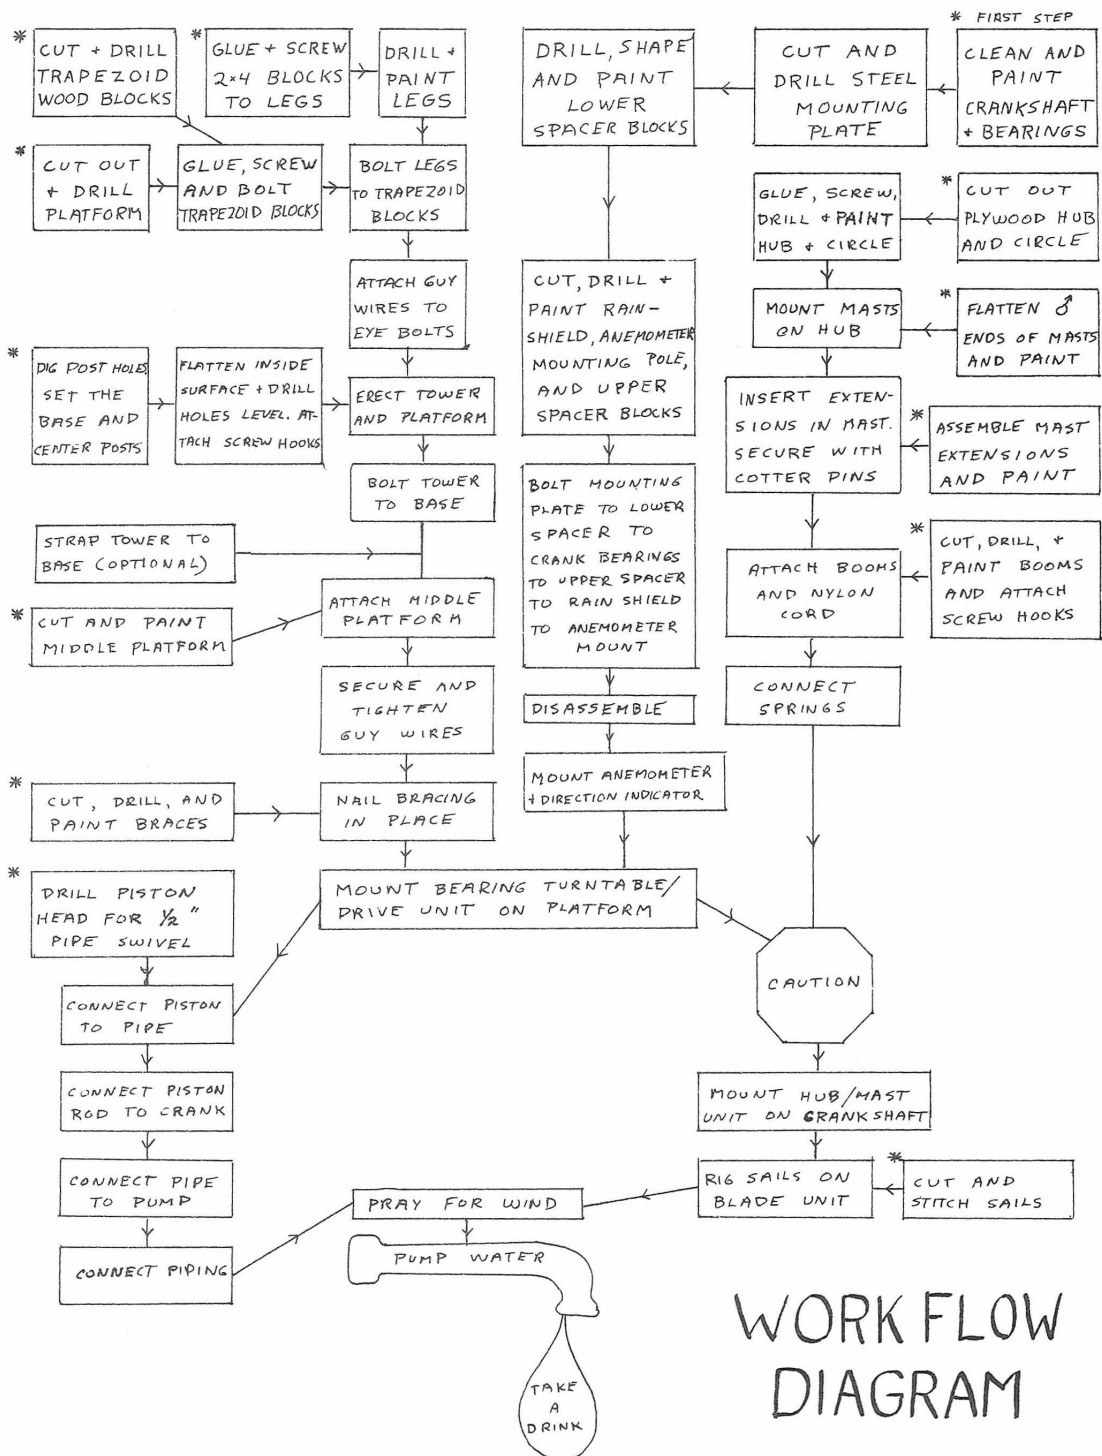 * FIRST STEP
*
CUT + DRILL
TRAPEZOID
WOOD BLOCKS
*
GLUE + SCREW
2×4 BLOCKS
TO LEGS
DRILL +
PAINT
LEGS
DRILL, SHAPE
AND PAINT
LOWER
SPACER BLOCKS
CUT AND
DRILL STEEL
MOUNTING
PLATE
CLEAN AND
PAINT
CRANKSHAFT
+ BEARINGS
*
CUT OUT
+ DRILL
PLATFORM
GLUE, SCREW
AND BOLT
TRAPEZOID BLOCKS
BOLT LEGS
TO TRAPEZOID
BLOCKS
GLUE, SCREW,
DRILL + PAINT
HUB + CIRCLE
*
CUT OUT
PLYWOOD HUB
AND CIRCLE
ATTACH GUY
WIRES TO
EYE BOLTS
CUT, DRILL +
PAINT RAIN-
SHIELD, ANEMOMETER
MOUNTING POLE,
AND UPPER
SPACER BLOCKS
MOUNT MASTS
ON HUB
*
FLATTEN ♂
ENDS OF MASTS
AND PAINT
*
DIG POST HOLES
SET THE
BASE AND
CENTER POSTS
FLATTEN INSIDE
SURFACE + DRILL
HOLES LEVEL. AT-
TACH SCREW HOOKS
ERECT TOWER
AND PLATFORM
INSERT EXTEN-
SIONS IN MAST.
SECURE WITH
COTTER PINS
*
ASSEMBLE MAST
EXTENSIONS
AND PAINT
BOLT TOWER
TO BASE
BOLT MOUNTING
PLATE TO LOWER
SPACER TO
CRANK BEARINGS
TO UPPER SPACER
TO RAIN SHIELD
TO ANEMOMETER
MOUNT
STRAP TOWER TO
BASE (OPTIONAL)
ATTACH BOOMS
AND NYLON
CORD
*
CUT, DRILL, +
PAINT BOOMS
AND ATTACH
SCREW HOOKS
*
CUT AND PAINT
MIDDLE PLATFORM
ATTACH MIDDLE
PLATFORM
SECURE AND
TIGHTEN
GUY WIRES
DISASSEMBLE
CONNECT
SPRINGS
*
CUT, DRILL, AND
PAINT BRACES
NAIL BRACING
IN PLACE
MOUNT ANEMOMETER
+ DIRECTION INDICATOR
*
DRILL PISTON
HEAD FOR 1/2"
PIPE SWIVEL
MOUNT BEARING TURNTABLE/
DRIVE UNIT ON PLATFORM
CAUTION
CONNECT PISTON
TO PIPE
CONNECT PISTON
ROD TO CRANK
MOUNT HUB/MAST
UNIT ON CRANKSHAFT
CONNECT PIPE
TO PUMP
PRAY FOR WIND
RIG SAILS ON
BLADE UNIT
*
CUT AND
STITCH SAILS
CONNECT PIPING
PUMP WATER
TAKE
A
DRINK
WORK FLOW
DIAGRAM